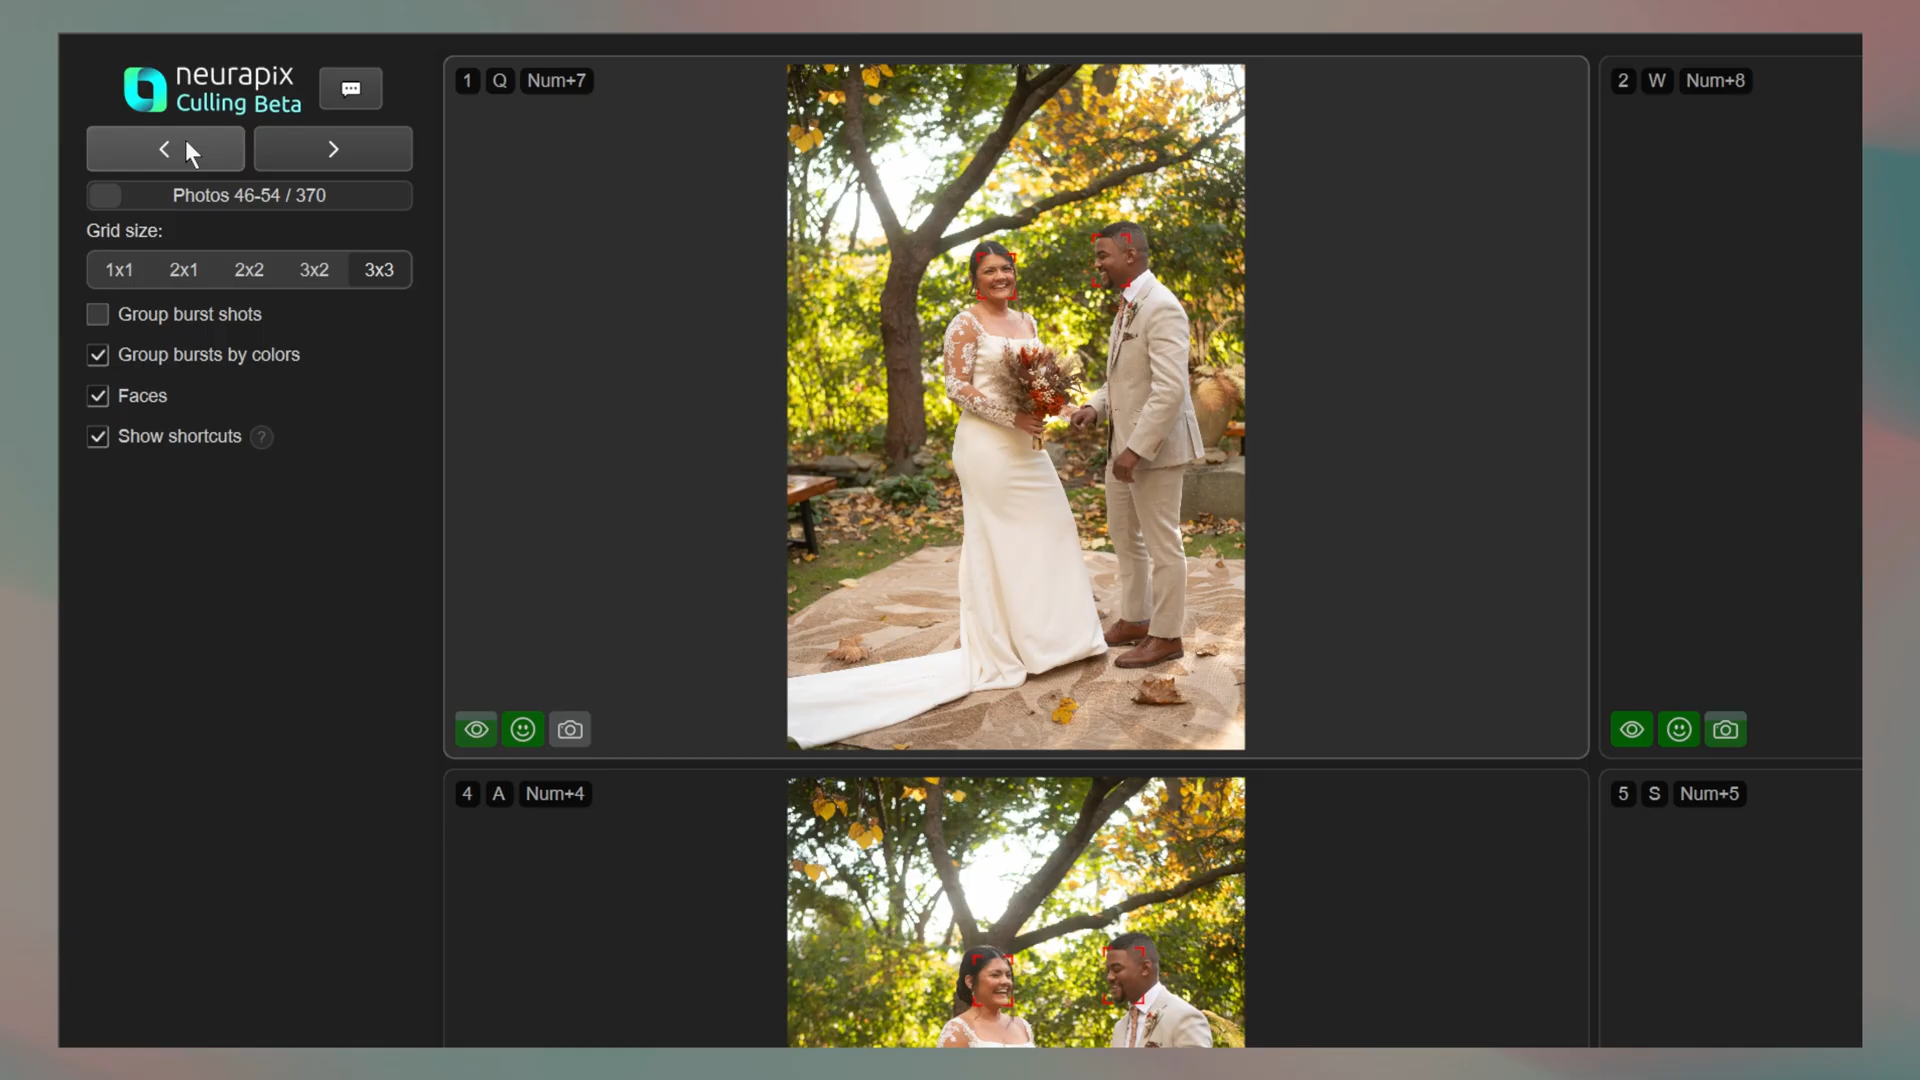 neurapix
Culling Beta
Photos 46-54 / 370
Grid size:
1x1 2x1 2x2 3x2 3x3
Group burst shots
Group bursts by colors
Faces
Show shortcuts ?
1 Q Num+7
2 W Num+8
4 A Num+4
5 S Num+5